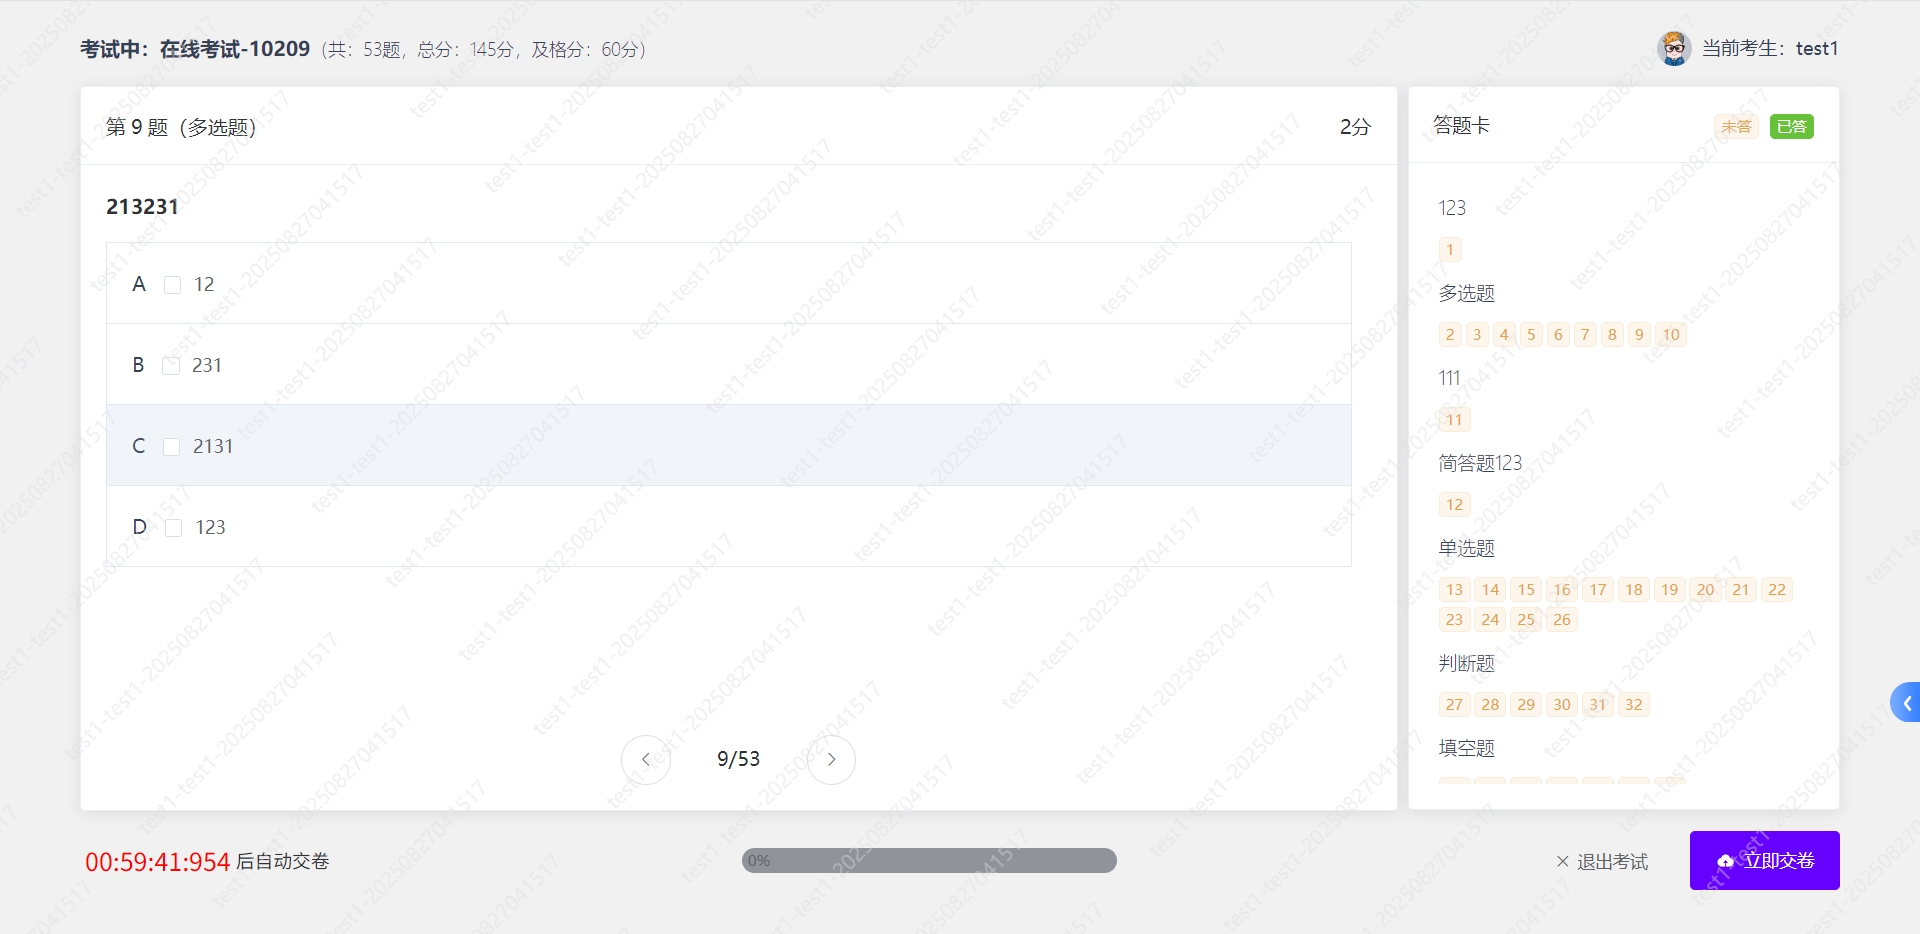 考试中：在线考试-10209（共：53题，总分：145分，及格分：60分）
当前考生：test1
第 9 题（多选题）
2分
213231
A 12
B 231
C 2131
D 123
9/53
答题卡
未答 已答
123
1
多选题
2 3 4 5 6 7 8 9 10
111
11
简答题123
12
单选题
13 14 15 16 17 18 19 20 21 22
23 24 25 26
判断题
27 28 29 30 31 32
填空题
00:59:41:954 后自动交卷
0%
退出考试
立即交卷
test1-test1-20250827041517